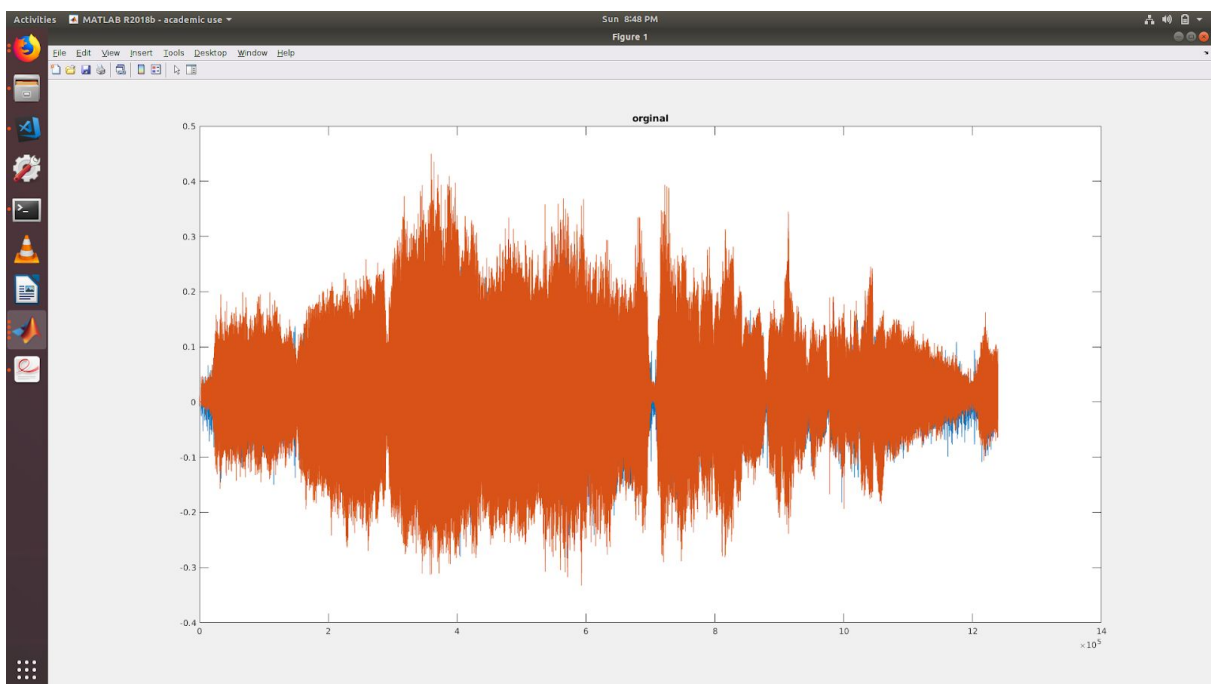 Activities MATLAB R2018b - academic use Sun 8:48 PM
Figure 1
File Edit View Insert Tools Desktop Window Help
orginal
0.5
0.4
0.3
0.2
0.1
0
-0.1
-0.2
-0.3
-0.4
0 2 4 6 8 10 12 14
×10⁵